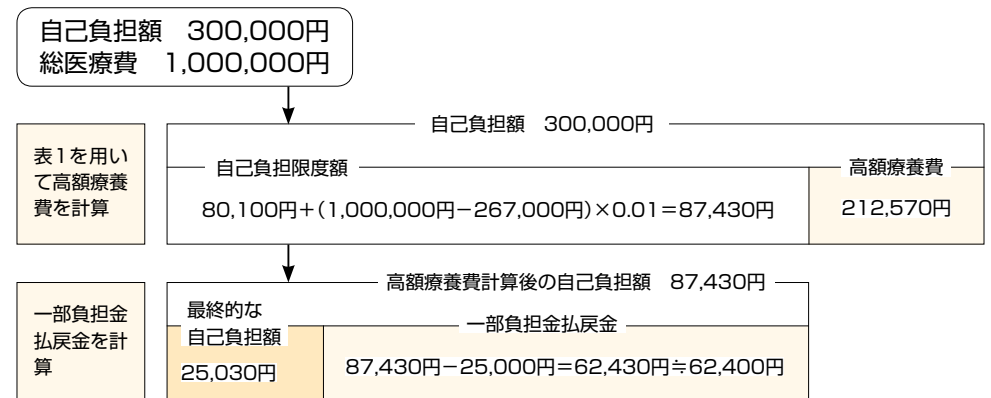 自己負担額　300,000円
総医療費　1,000,000円
自己負担額　300,000円
表1を用い
て高額療養
費を計算
自己負担限度額
80,100円＋（1,000,000円－267,000円）×0.01＝87,430円
高額療養費
212,570円
高額療養費計算後の自己負担額　87,430円
一部負担金
払戻金を計
算
最終的な
自己負担額
25,030円
一部負担金払戻金
87,430円－25,000円＝62,430円≒62,400円